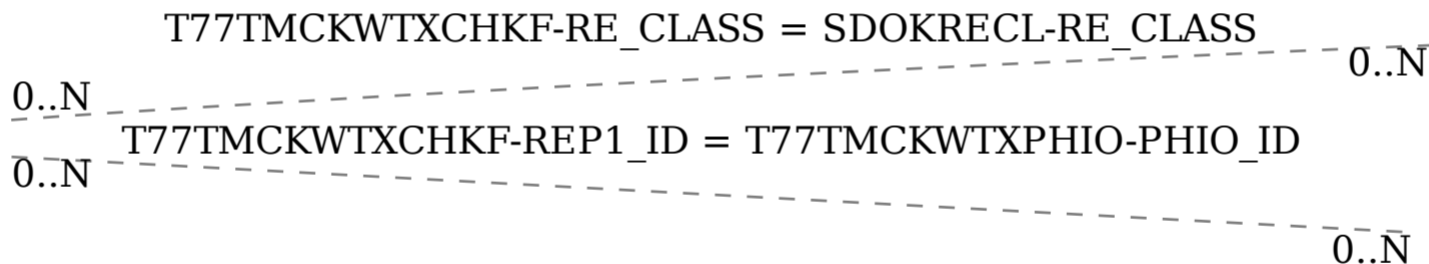 T77TMCKWTXCHKF-RE_CLASS = SDOKRECL-RE_CLASS
0..N
0..N
T77TMCKWTXCHKF-REP1_ID = T77TMCKWTXPHIO-PHIO_ID
0..N
0..N